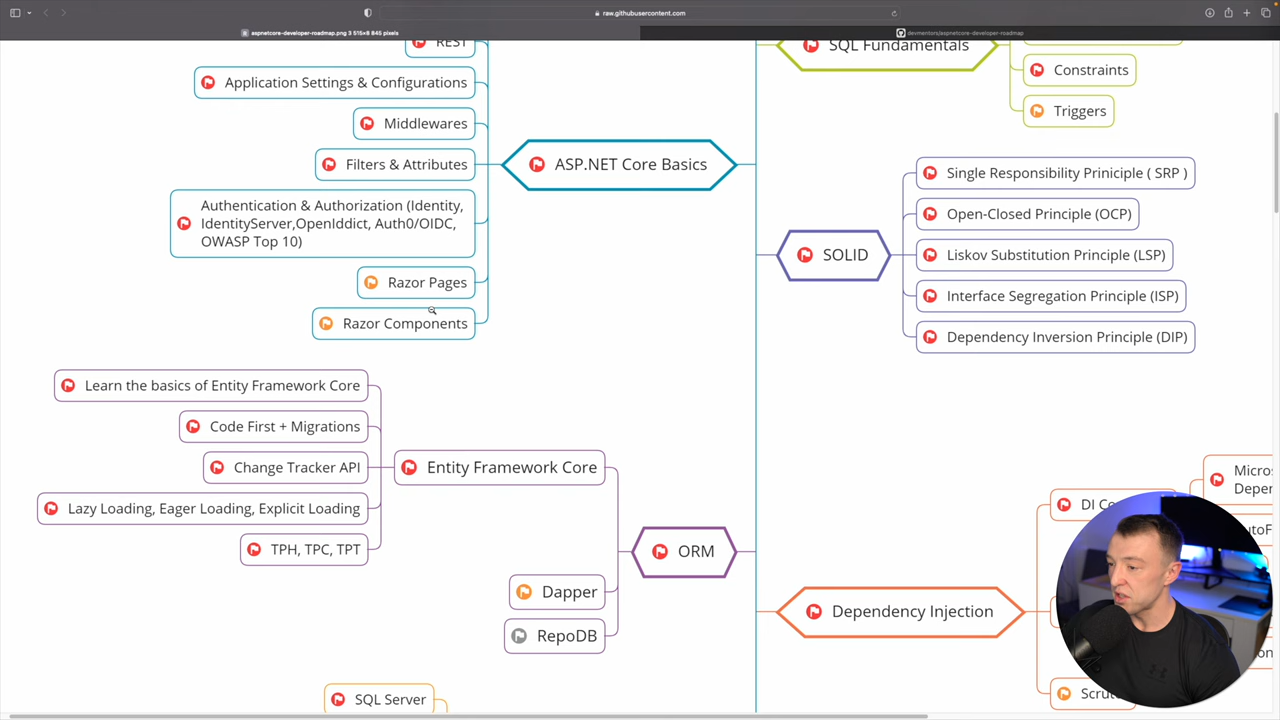 raw.githubusercontent.com
aspnetcore-developer-roadmap.png 3 515×8 845 pixels
devmentors/aspnetcore-developer-roadmap
REST
Application Settings & Configurations
Middlewares
Filters & Attributes
Authentication & Authorization (Identity,
IdentityServer,OpenIddict, Auth0/OIDC,
OWASP Top 10)
Razor Pages
Razor Components
ASP.NET Core Basics
SQL Fundamentals
Constraints
Triggers
SOLID
Single Responsibility Priniciple ( SRP )
Open-Closed Principle (OCP)
Liskov Substitution Principle (LSP)
Interface Segregation Principle (ISP)
Dependency Inversion Principle (DIP)
Learn the basics of Entity Framework Core
Code First + Migrations
Change Tracker API
Lazy Loading, Eager Loading, Explicit Loading
TPH, TPC, TPT
Entity Framework Core
ORM
Dapper
RepoDB
SQL Server
Dependency Injection
DI
Micros
Depen